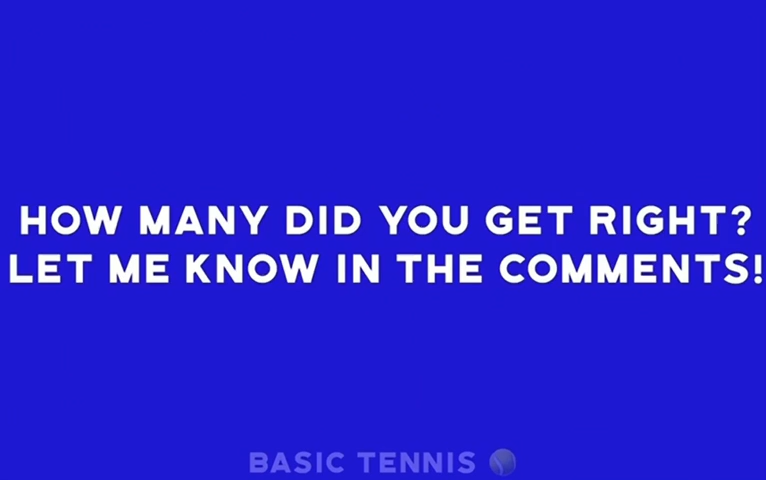 HOW MANY DID YOU GET RIGHT?
LET ME KNOW IN THE COMMENTS!
BASIC TENNIS